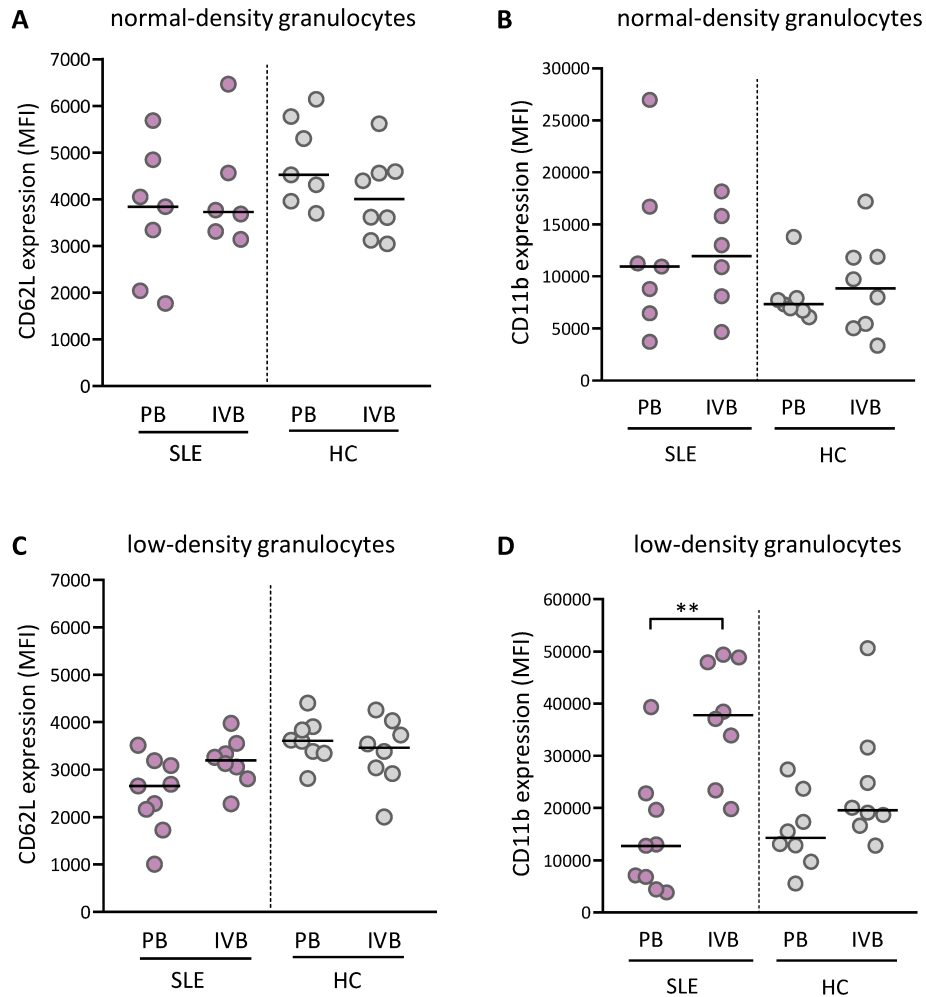 A
normal-density granulocytes
CD62L expression (MFI)
7000
6000
5000
4000
3000
2000
1000
0
PB IVB PB IVB
SLE HC
B
normal-density granulocytes
CD11b expression (MFI)
30000
25000
20000
15000
10000
5000
0
PB IVB PB IVB
SLE HC
C
low-density granulocytes
CD62L expression (MFI)
7000
6000
5000
4000
3000
2000
1000
0
PB IVB PB IVB
SLE HC
D
low-density granulocytes
CD11b expression (MFI)
60000
50000
40000
30000
20000
10000
0
**
PB IVB PB IVB
SLE HC